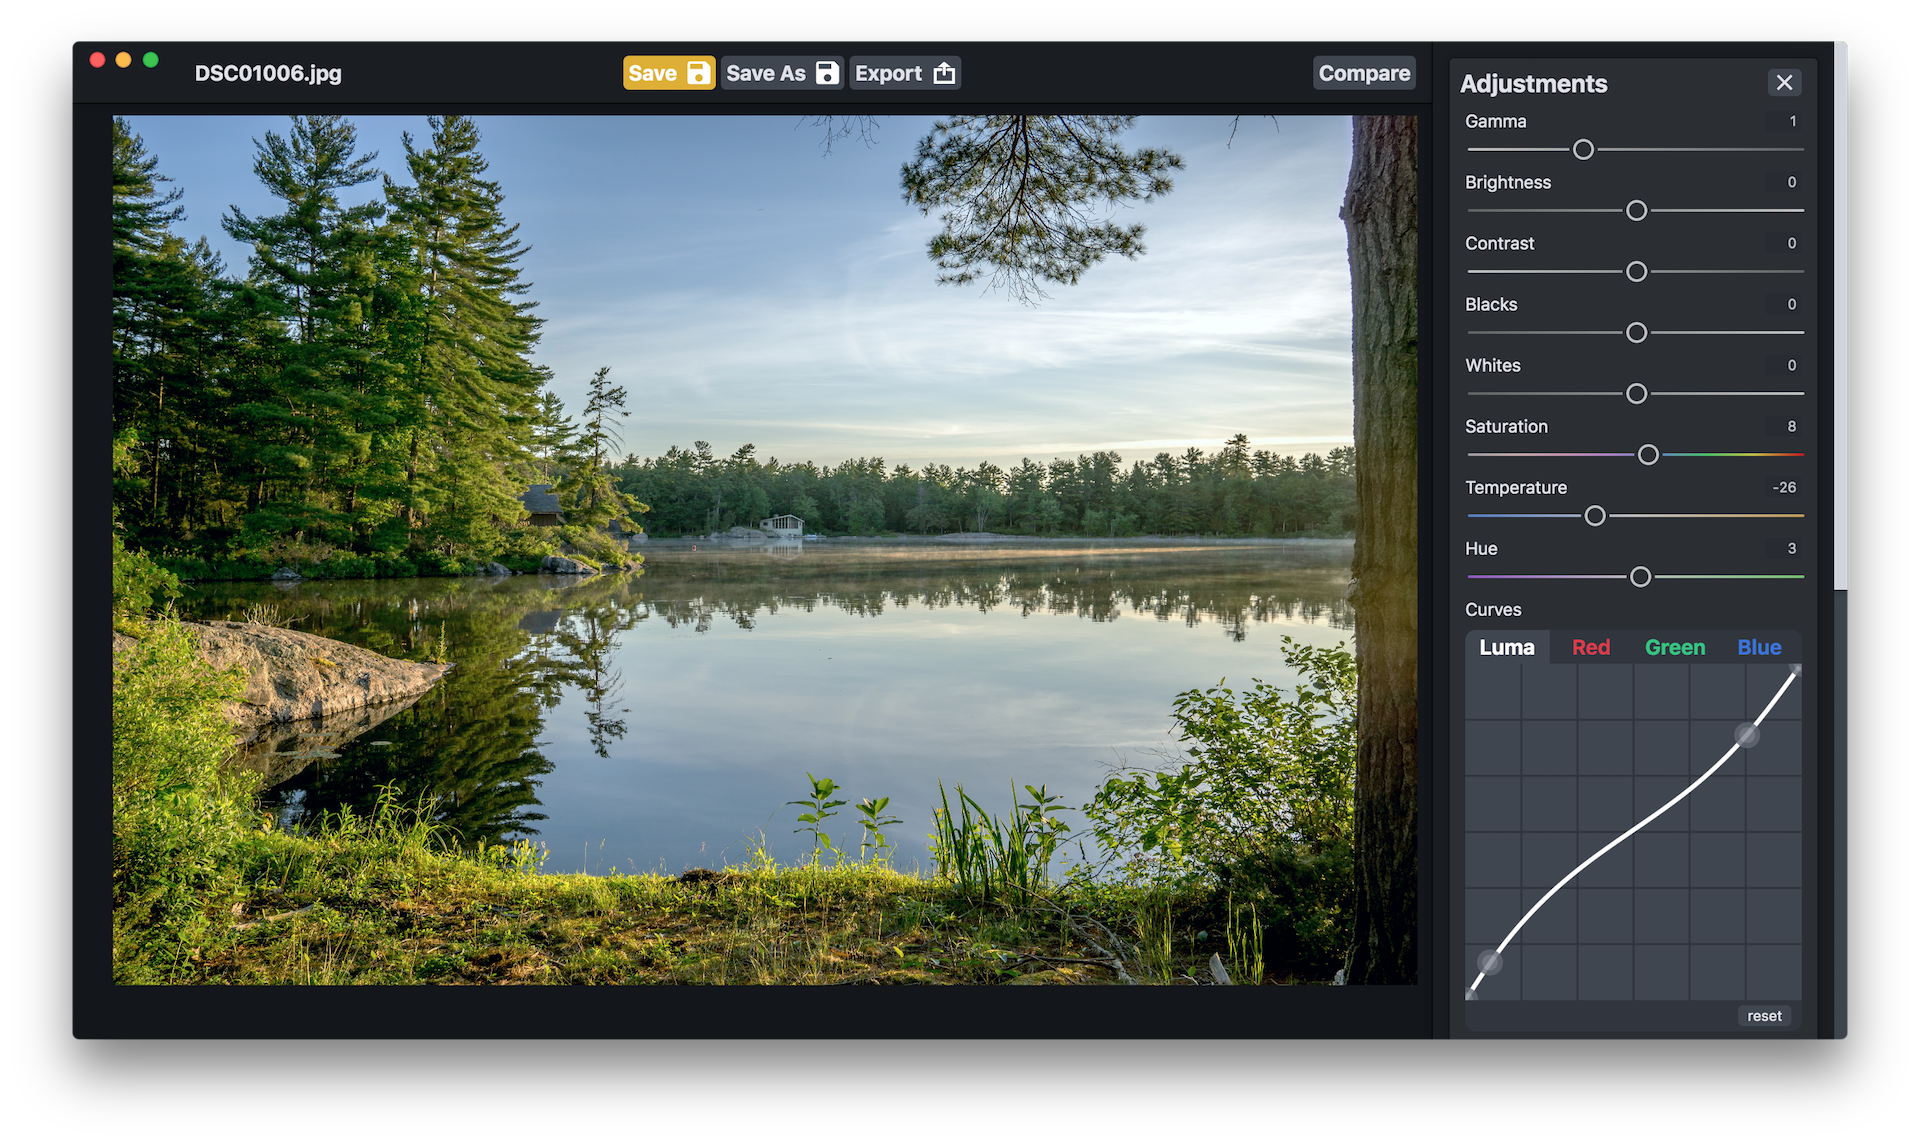 DSC01006.jpg
Save
Save As
Export
Compare
Adjustments
Gamma 1
Brightness 0
Contrast 0
Blacks 0
Whites 0
Saturation 8
Temperature -26
Hue 3
Curves
Luma Red Green Blue
reset